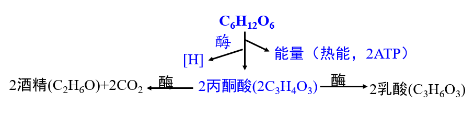 C₆H₁₂O₆
酶
[H]
能量（热能，2ATP）
2酒精(C₂H₆O)+2CO₂
酶
2丙酮酸(2C₃H₄O₃)
酶
2乳酸(C₃H₆O₃)